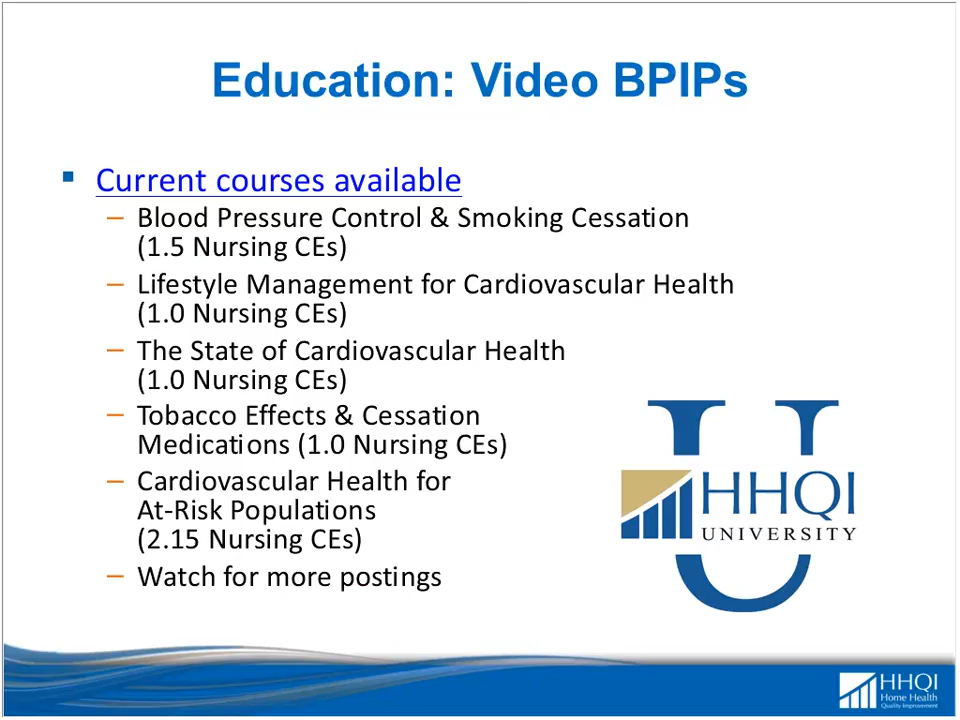 Education: Video BPIPs
▪ Current courses available
– Blood Pressure Control & Smoking Cessation
(1.5 Nursing CEs)
– Lifestyle Management for Cardiovascular Health
(1.0 Nursing CEs)
– The State of Cardiovascular Health
(1.0 Nursing CEs)
– Tobacco Effects & Cessation
Medications (1.0 Nursing CEs)
– Cardiovascular Health for
At-Risk Populations
(2.15 Nursing CEs)
– Watch for more postings
U
HHQI
UNIVERSITY
HHQI
Home Health
Quality Improvement